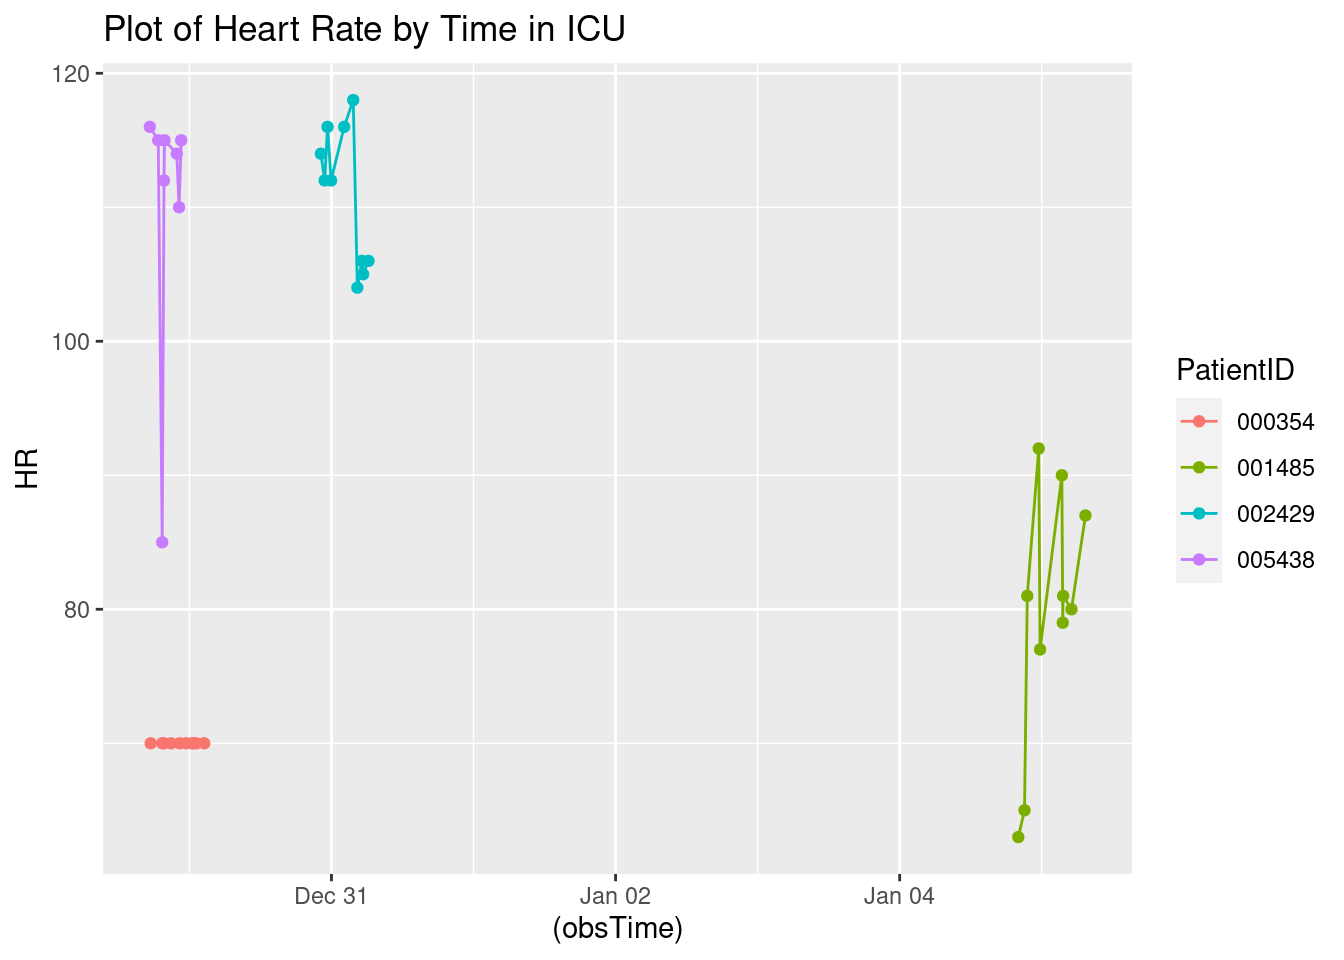 Plot of Heart Rate by Time in ICU
120
100
80
HR
Dec 31
Jan 02
Jan 04
(obsTime)
PatientID
000354
001485
002429
005438